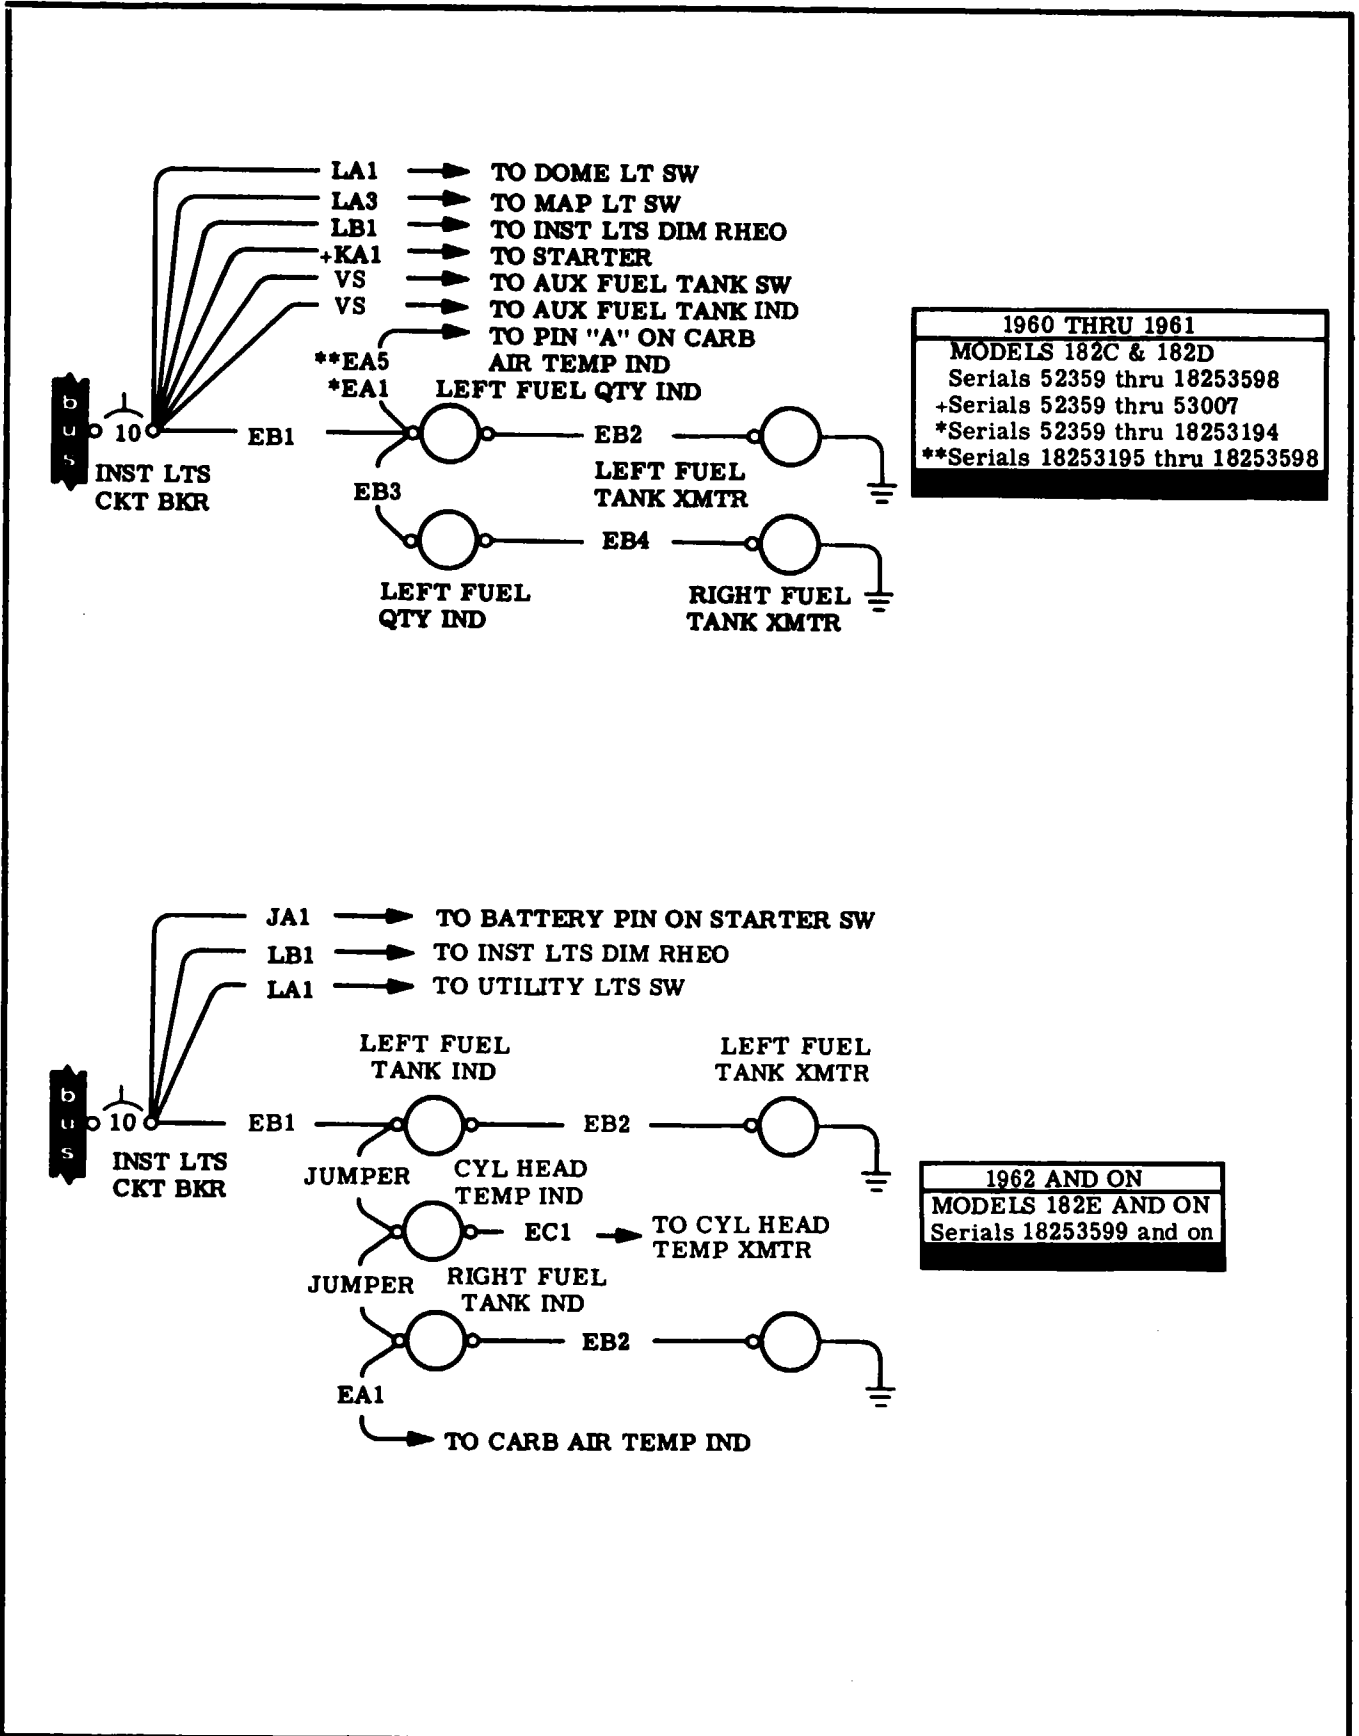 LA1 TO DOME LT SW
LA3 TO MAP LT SW
LB1 TO INST LTS DIM RHEO
+KA1 TO STARTER
VS TO AUX FUEL TANK SW
VS TO AUX FUEL TANK IND
TO PIN "A" ON CARB
AIR TEMP IND
**EA5
*EA1
LEFT FUEL QTY IND
bus
10
INST LTS
CKT BKR
EB1
EB2
LEFT FUEL
TANK XMTR
EB3
EB4
LEFT FUEL
QTY IND
RIGHT FUEL
TANK XMTR
1960 THRU 1961
MODELS 182C & 182D
Serials 52359 thru 18253598
+Serials 52359 thru 53007
*Serials 52359 thru 18253194
**Serials 18253195 thru 18253598
JA1 TO BATTERY PIN ON STARTER SW
LB1 TO INST LTS DIM RHEO
LA1 TO UTILITY LTS SW
LEFT FUEL
TANK IND
LEFT FUEL
TANK XMTR
bus
10
INST LTS
CKT BKR
EB1
EB2
JUMPER
CYL HEAD
TEMP IND
EC1
TO CYL HEAD
TEMP XMTR
JUMPER
RIGHT FUEL
TANK IND
EB2
EA1
TO CARB AIR TEMP IND
1962 AND ON
MODELS 182E AND ON
Serials 18253599 and on